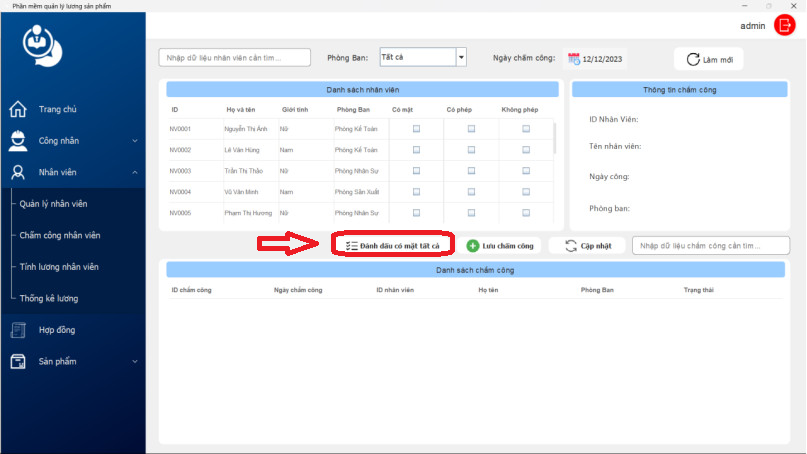 Phần mềm quản lý lương sản phẩm
admin
Nhập dữ liệu nhân viên cần tìm...
Phòng Ban:
Tất cả
Ngày chấm công:
12/12/2023
Làm mới
Trang chủ
Công nhân
Nhân viên
Quản lý nhân viên
Chấm công nhân viên
Tính lương nhân viên
Thống kê lương
Hợp đồng
Sản phẩm
Danh sách nhân viên
ID Họ và tên Giới tính Phòng Ban Có mặt Có phép Không phép
NV0001 Nguyễn Thị Ánh Nữ Phòng Kế Toán
NV0002 Lê Văn Hùng Nam Phòng Kế Toán
NV0003 Trần Thị Thảo Nữ Phòng Nhân Sự
NV0004 Vũ Văn Minh Nam Phòng Sản Xuất
NV0005 Phạm Thị Hương Nữ Phòng Nhân Sự
Thông tin chấm công
ID Nhân Viên:
Tên nhân viên:
Ngày công:
Phòng ban:
Đánh dấu có mặt tất cả
Lưu chấm công
Cập nhật
Nhập dữ liệu chấm công cần tìm...
Danh sách chấm công
ID chấm công Ngày chấm công ID nhân viên Họ tên Phòng Ban Trạng thái